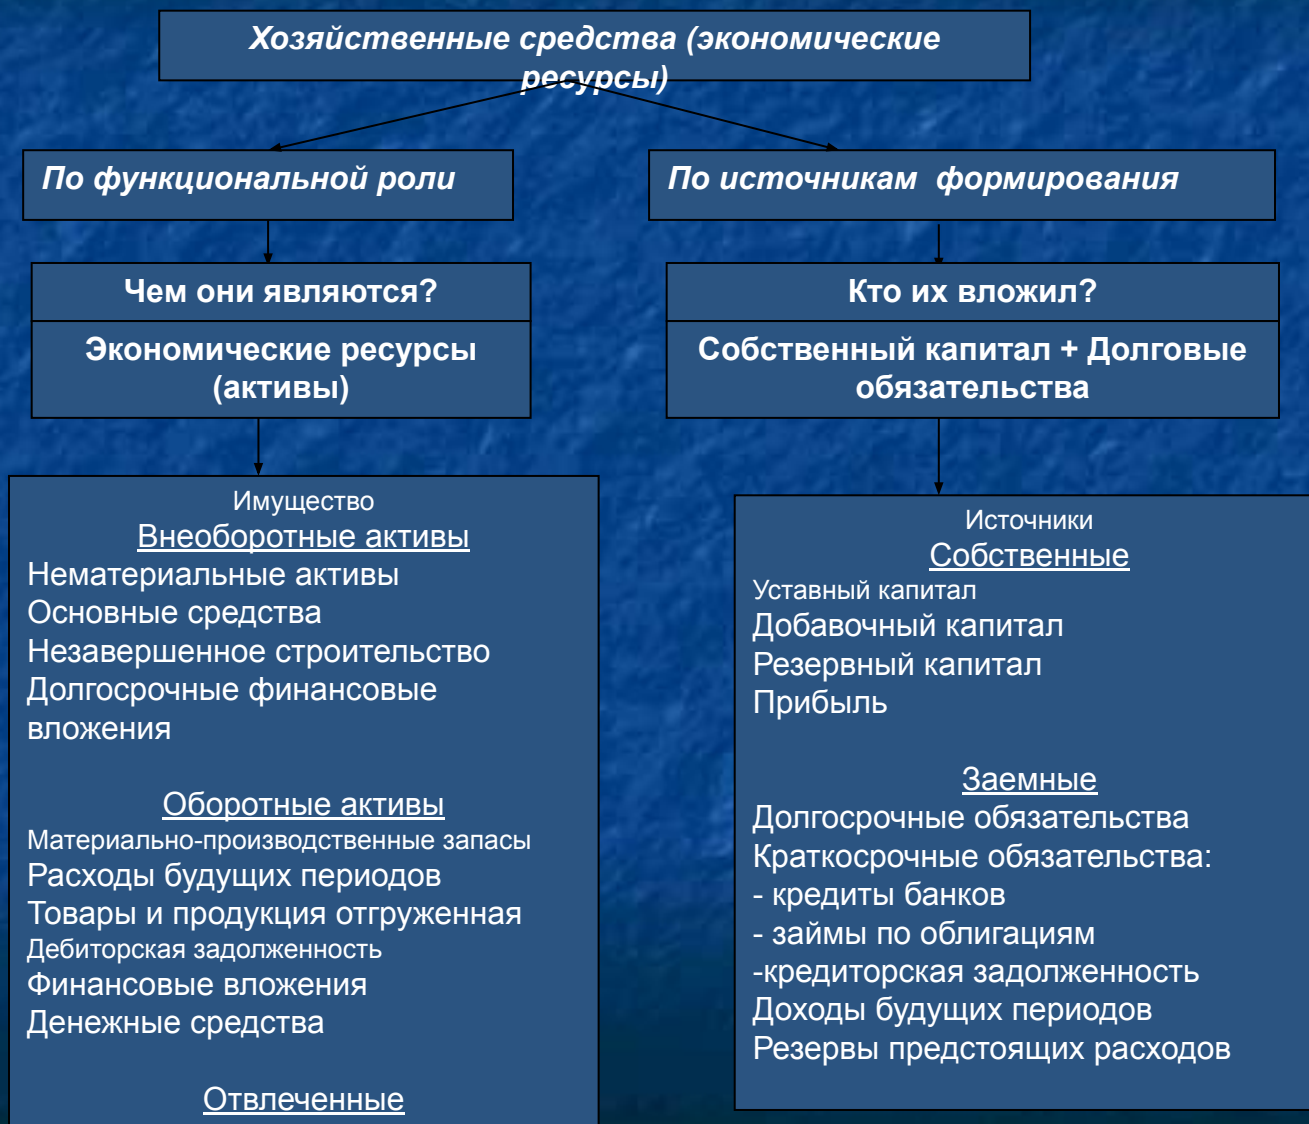 Хозяйственные средства (экономические
ресурсы)
По функциональной роли
По источникам формирования
Чем они являются?
Экономические ресурсы
(активы)
Кто их вложил?
Собственный капитал + Долговые
обязательства
Имущество
Внеоборотные активы
Нематериальные активы
Основные средства
Незавершенное строительство
Долгосрочные финансовые
вложения
Оборотные активы
Материально-производственные запасы
Расходы будущих периодов
Товары и продукция отгруженная
Дебиторская задолженность
Финансовые вложения
Денежные средства
Отвлеченные
Источники
Собственные
Уставный капитал
Добавочный капитал
Резервный капитал
Прибыль
Заемные
Долгосрочные обязательства
Краткосрочные обязательства:
- кредиты банков
- займы по облигациям
-кредиторская задолженность
Доходы будущих периодов
Резервы предстоящих расходов